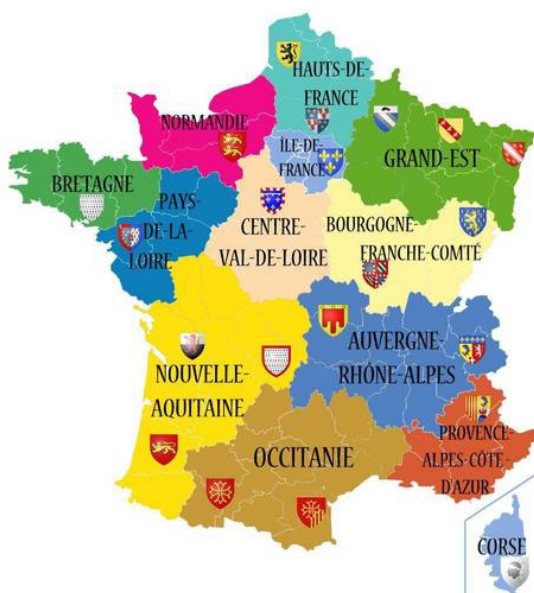 HAUTS-DE-
FRANCE
NORMANDIE
ÎLE-DE-
FRANCE
GRAND-EST
BRETAGNE
PAYS-
DE-LA-
LOIRE
CENTRE-
VAL-DE-LOIRE
BOURGOGNE-
FRANCHE-COMTÉ
AUVERGNE-
RHÔNE-ALPES
NOUVELLE-
AQUITAINE
OCCITANIE
PROVENCE-
ALPES-CÔTE-
D'AZUR
CORSE